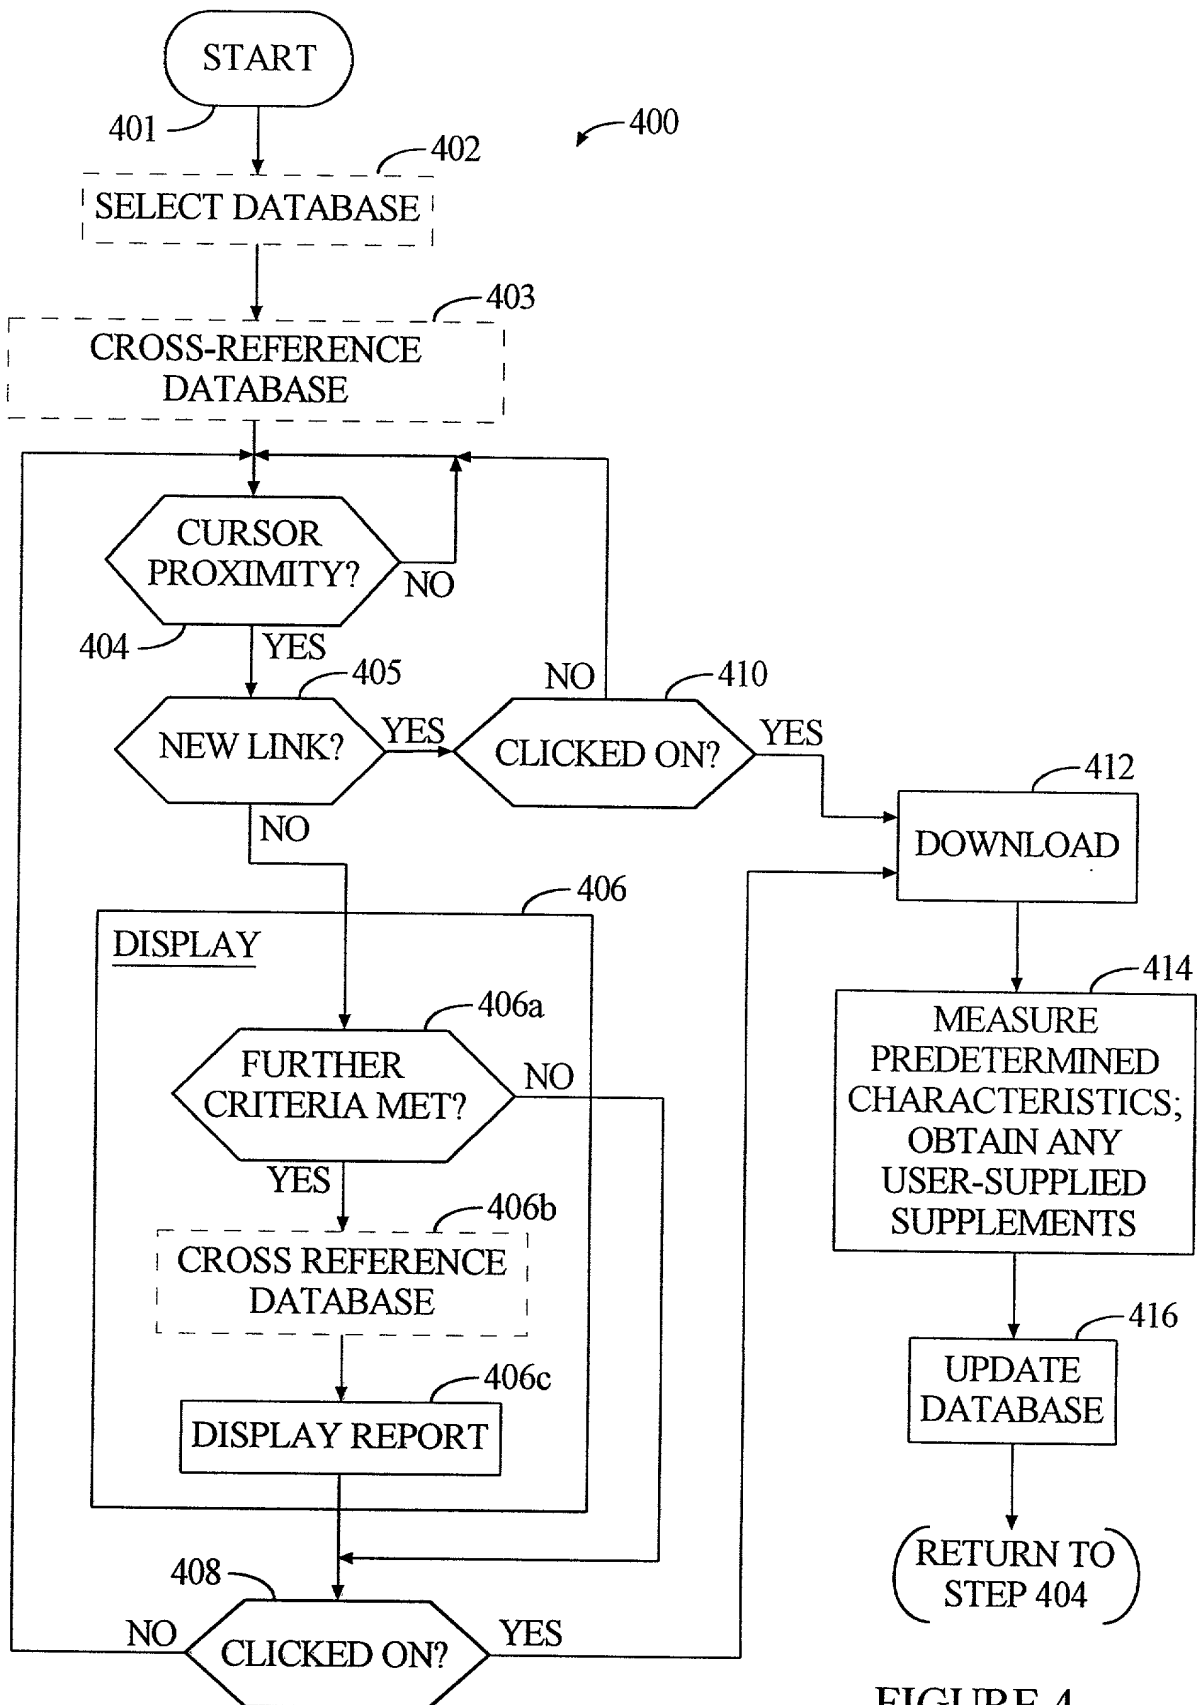 START
401
400
402
SELECT DATABASE
403
CROSS-REFERENCE
DATABASE
CURSOR
PROXIMITY?
NO
404
YES
405
NEW LINK?
YES
NO
410
CLICKED ON?
YES
NO
412
DOWNLOAD
406
DISPLAY
406a
FURTHER
CRITERIA MET?
NO
YES
406b
CROSS REFERENCE
DATABASE
406c
DISPLAY REPORT
414
MEASURE
PREDETERMINED
CHARACTERISTICS;
OBTAIN ANY
USER-SUPPLIED
SUPPLEMENTS
416
UPDATE
DATABASE
RETURN TO
STEP 404
408
NO
CLICKED ON?
YES
FIGURE 4